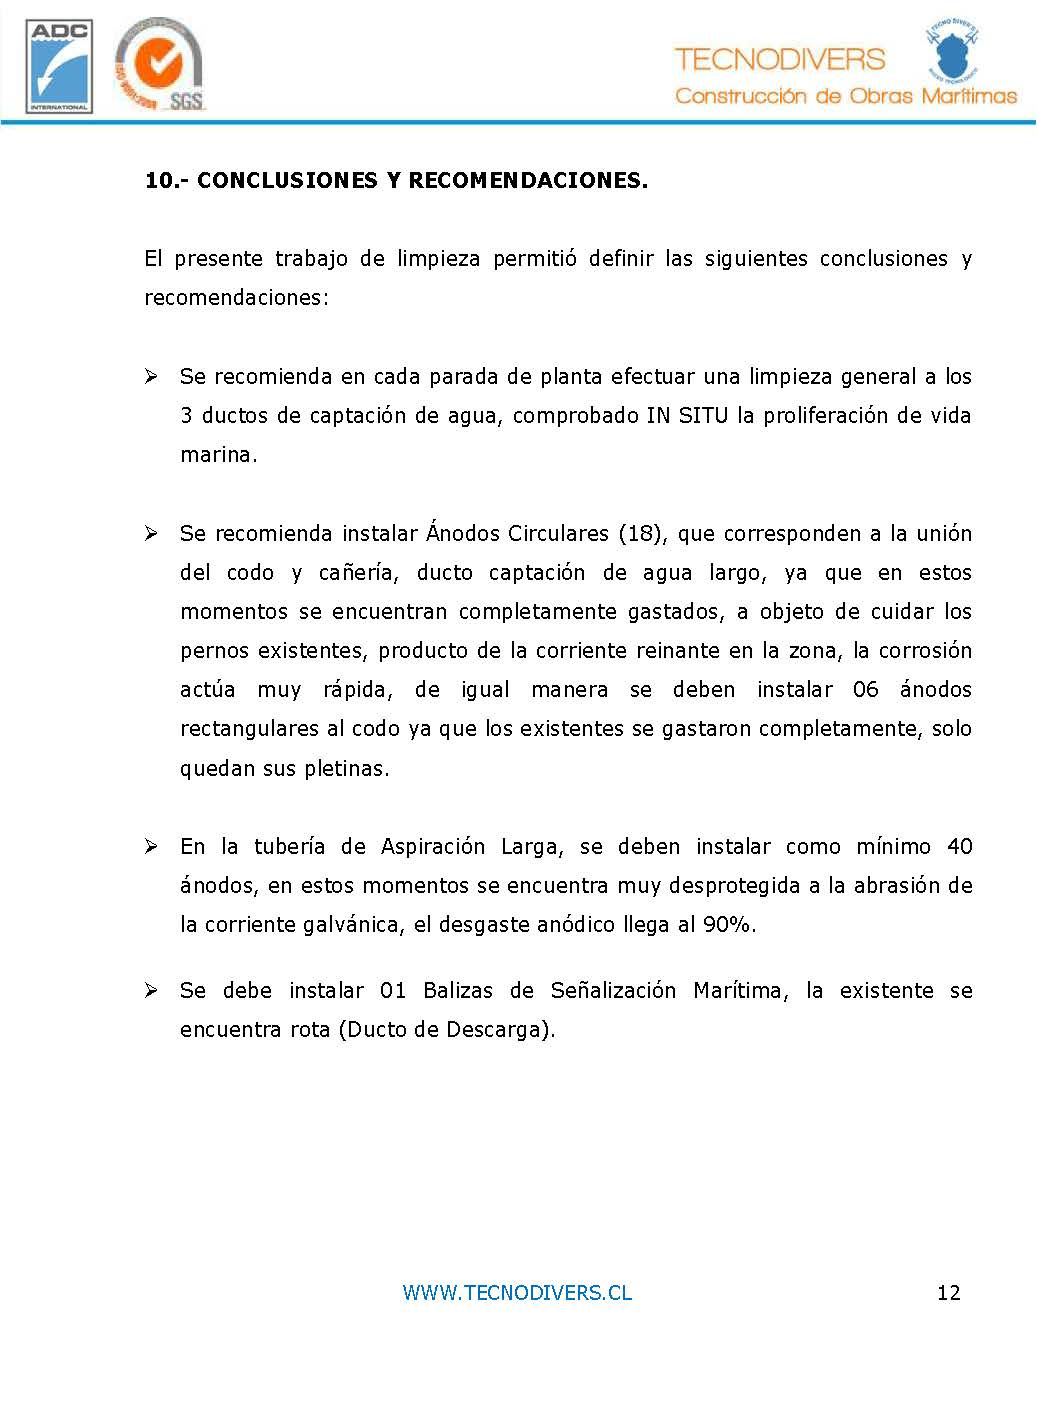 ADC
INTERNATIONAL
SGS
TECNODIVERS
Construcción de Obras Marítimas
10.- CONCLUSIONES Y RECOMENDACIONES.
El presente trabajo de limpieza permitió definir las siguientes conclusiones y
recomendaciones:
➢ Se recomienda en cada parada de planta efectuar una limpieza general a los
3 ductos de captación de agua, comprobado IN SITU la proliferación de vida
marina.
➢ Se recomienda instalar Ánodos Circulares (18), que corresponden a la unión
del codo y cañería, ducto captación de agua largo, ya que en estos
momentos se encuentran completamente gastados, a objeto de cuidar los
pernos existentes, producto de la corriente reinante en la zona, la corrosión
actúa muy rápida, de igual manera se deben instalar 06 ánodos
rectangulares al codo ya que los existentes se gastaron completamente, solo
quedan sus pletinas.
➢ En la tubería de Aspiración Larga, se deben instalar como mínimo 40
ánodos, en estos momentos se encuentra muy desprotegida a la abrasión de
la corriente galvánica, el desgaste anódico llega al 90%.
➢ Se debe instalar 01 Balizas de Señalización Marítima, la existente se
encuentra rota (Ducto de Descarga).
WWW.TECNODIVERS.CL
12